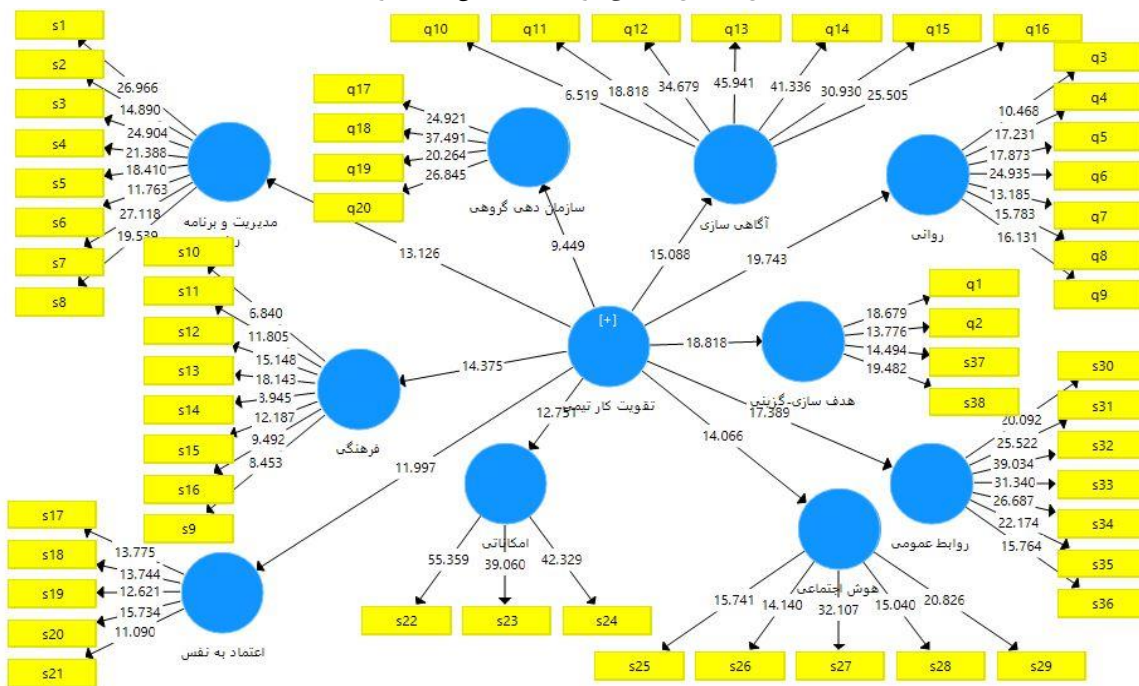 s1
s2
s3
s4
s5
s6
s7
s8
26.966
14.890
24.904
21.388
18.410
11.763
27.118
19.539
مدیریت و برنامه
q10
q11
q12
q13
q14
q15
q16
6.519
18.818
34.679
45.941
41.336
30.930
25.505
آگاهی سازی
q17
q18
q19
q20
24.921
37.491
20.264
26.845
سازمان دهی گروهی
q3
q4
q5
q6
q7
q8
q9
10.468
17.231
17.873
24.935
13.185
15.783
16.131
روانی
13.126
9.449
15.088
19.743
[+]
تقویت کار تیمی
18.818
14.375
12.751
11.997
14.066
17.389
q1
q2
s37
s38
18.679
13.776
14.494
19.482
هدف سازی-گزینی
s10
s11
s12
s13
s14
s15
s16
s9
6.840
11.805
15.148
18.143
3.945
12.187
9.492
8.453
فرهنگی
s30
s31
s32
s33
s34
s35
s36
20.092
25.522
39.034
31.340
26.687
22.174
15.764
روابط عمومی
s17
s18
s19
s20
s21
13.775
13.744
12.621
15.734
11.090
اعتماد به نفس
امکاناتی
55.359
39.060
42.329
s22
s23
s24
هوش اجتماعی
15.741
14.140
32.107
15.040
20.826
s25
s26
s27
s28
s29